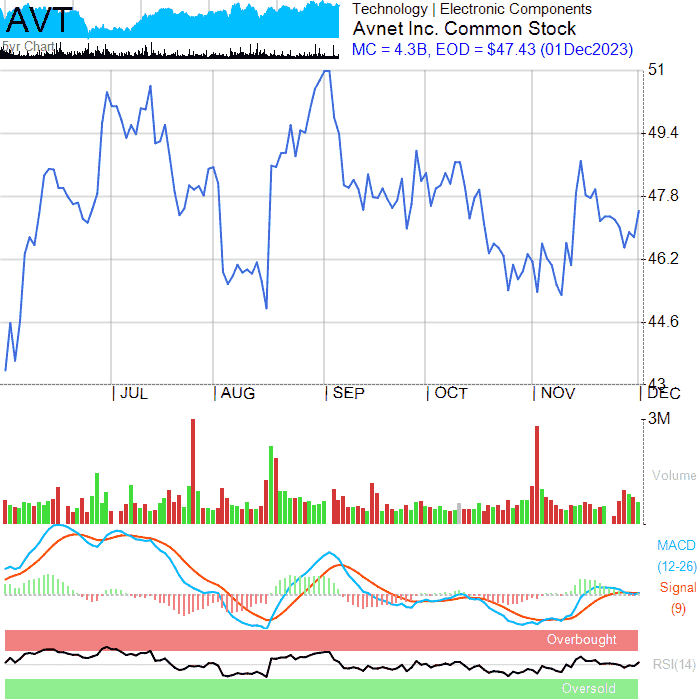 AVT
5yr Chart
Technology | Electronic Components
Avnet Inc. Common Stock
MC = 4.3B, EOD = $47.43 (01Dec2023)
51
49.4
47.8
46.2
44.6
43
JUL AUG SEP OCT NOV DEC
3M
Volume
MACD
(12-26)
Signal
(9)
Overbought
RSI(14)
Oversold